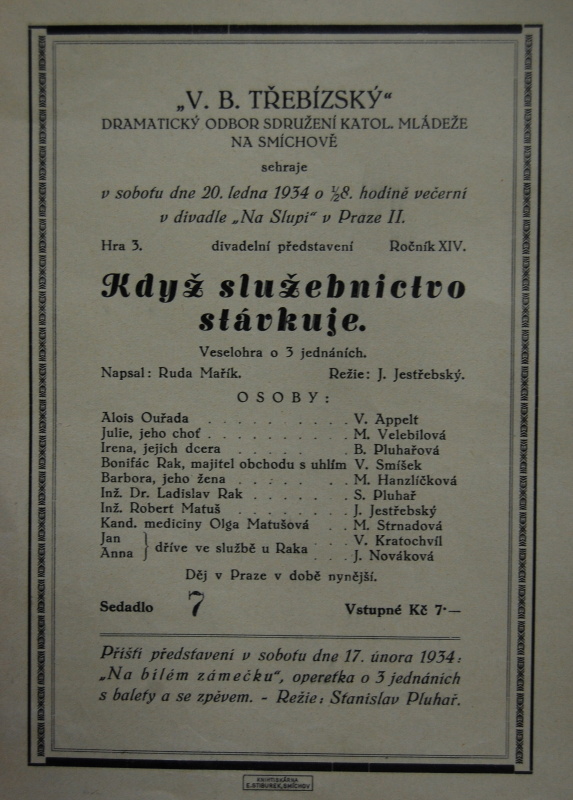 „V. B. TŘEBÍZSKÝ“
DRAMATICKÝ ODBOR SDRUŽENÍ KATOL. MLÁDEŽE
NA SMÍCHOVĚ
sehraje
v sobotu dne 20. ledna 1934 o ½8. hodině večerní
v divadle „Na Slupi“ v Praze II.
Hra 3. divadelní představení Ročník XIV.
Když služebnictvo
stávkuje.
Veselohra o 3 jednáních.
Napsal: Ruda Mařík. Režie: J. Jestřebský.
OSOBY:
Alois Ouřada . . . . . . . . . V. Appelt
Julie, jeho choť . . . . . . . . M. Velebilová
Irena, jejich dcera . . . . . . . B. Pluhařová
Bonifác Rak, majitel obchodu s uhlím V. Smíšek
Barbora, jeho žena . . . . . . . M. Hanzlíčková
Inž. Dr. Ladislav Rak . . . . . . S. Pluhař
Inž. Robert Matuš . . . . . . . J. Jestřebský
Kand. mediciny Olga Matušová . . M. Strnadová
Jan } dříve ve službě u Raka . . . V. Kratochvíl
Anna } . . . J. Nováková
Děj v Praze v době nynější.
Sedadlo 7 Vstupné Kč 7·—
Příští představení v sobotu dne 17. února 1934:
„Na bílém zámečku“, operetka o 3 jednáních
s balety a se zpěvem. - Režie: Stanislav Pluhař.
KNIHTISKÁRNA
E. STIBUREK, SMÍCHOV